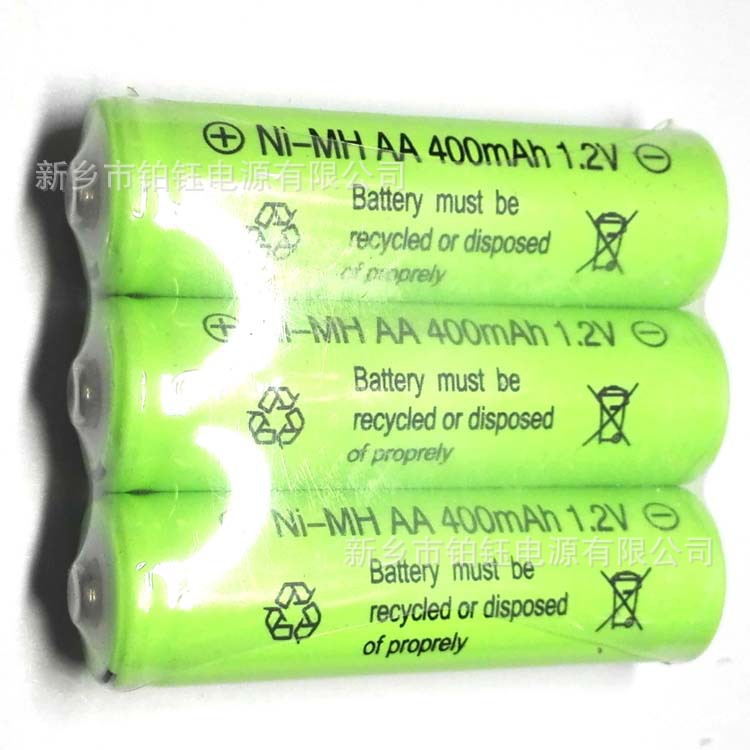 ⊕ Ni-MH AA 400mAh 1.2V ⊖
新乡市铂钰电源有限公司
Battery must be
recycled or disposed
of proprely
⊕ Ni-MH AA 400mAh 1.2V ⊖
Battery must be
recycled or disposed
of proprely
Ni-MH AA 400mAh 1.2V ⊖
新乡市铂钰电源有限公司
Battery must be
recycled or disposed
of proprely